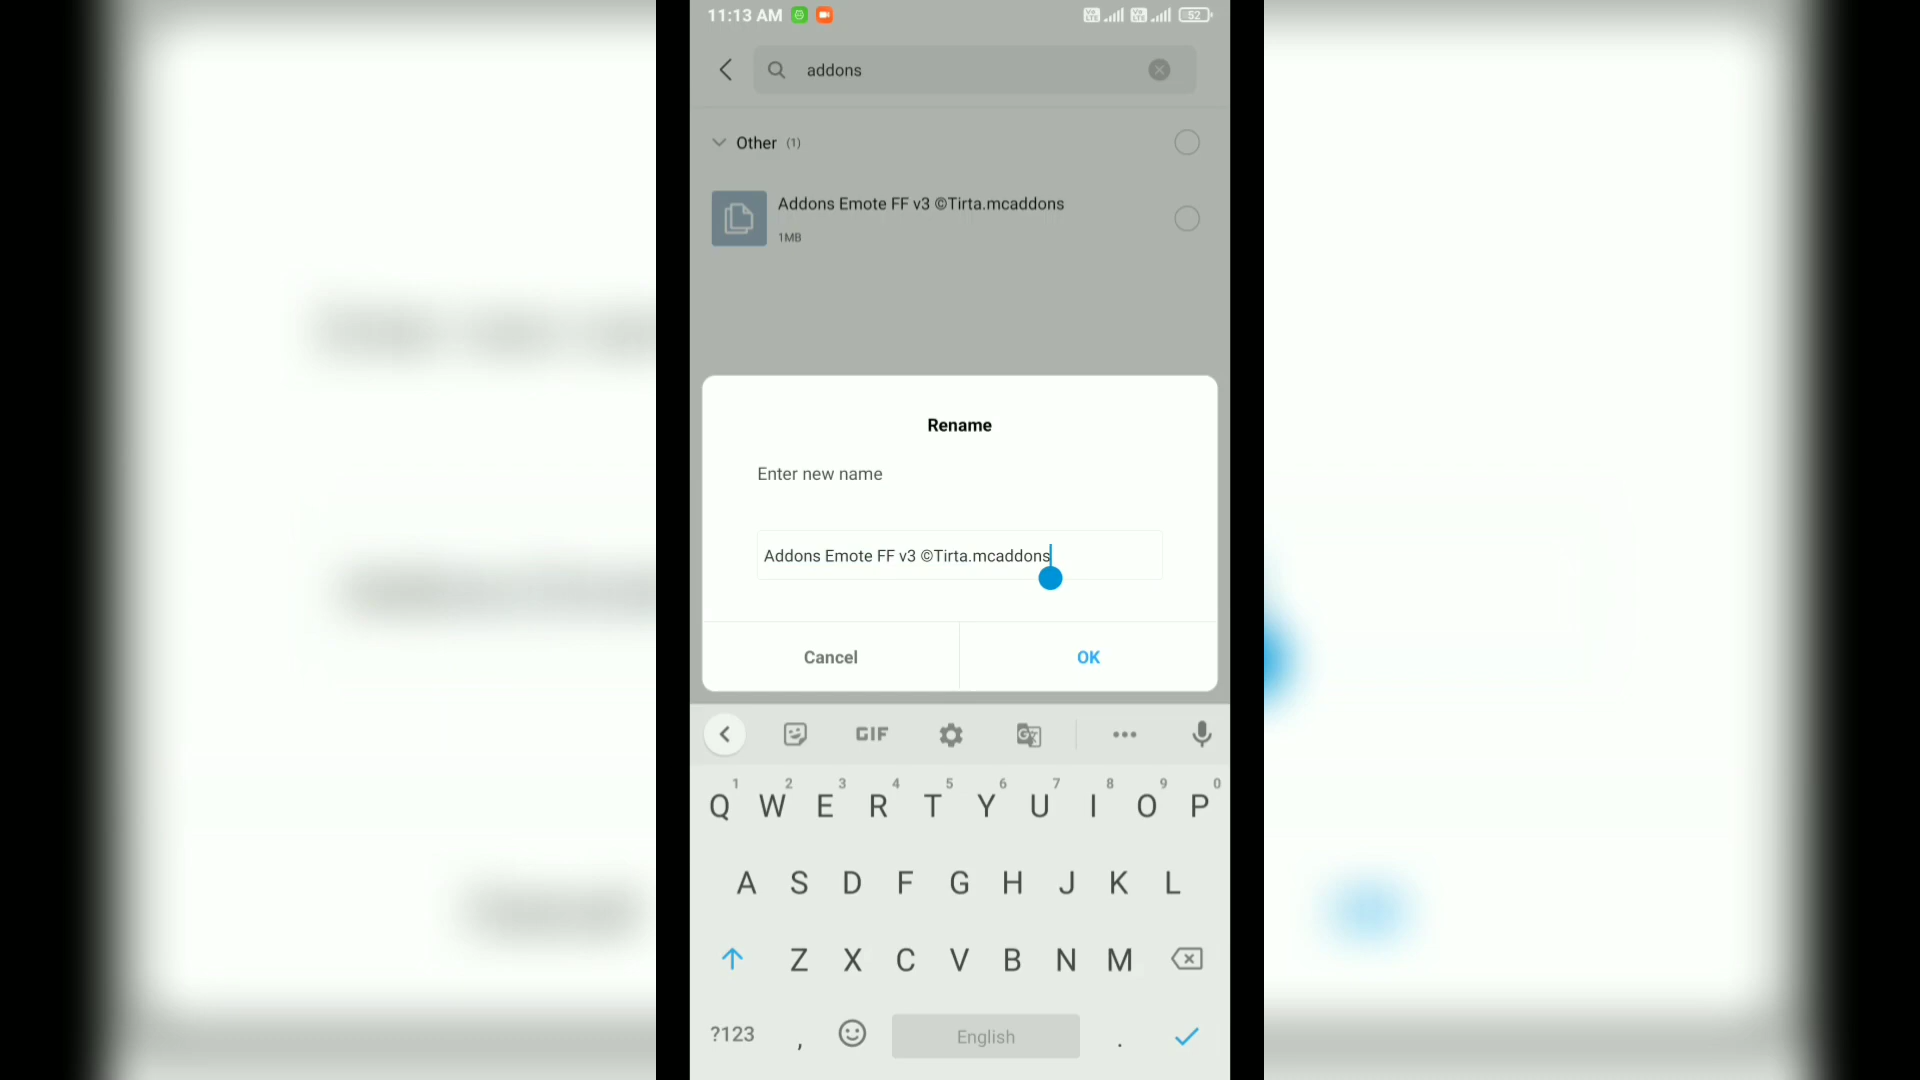 11:13 AM
52
addons
Other (1)
Addons Emote FF v3 ©Tirta.mcaddons
1MB
Rename
Enter new name
Addons Emote FF v3 ©Tirta.mcaddons
Cancel
OK
GIF
1 2 3 4 5 6 7 8 9 0
Q W E R T Y U I O P
A S D F G H J K L
Z X C V B N M
?123 , English .